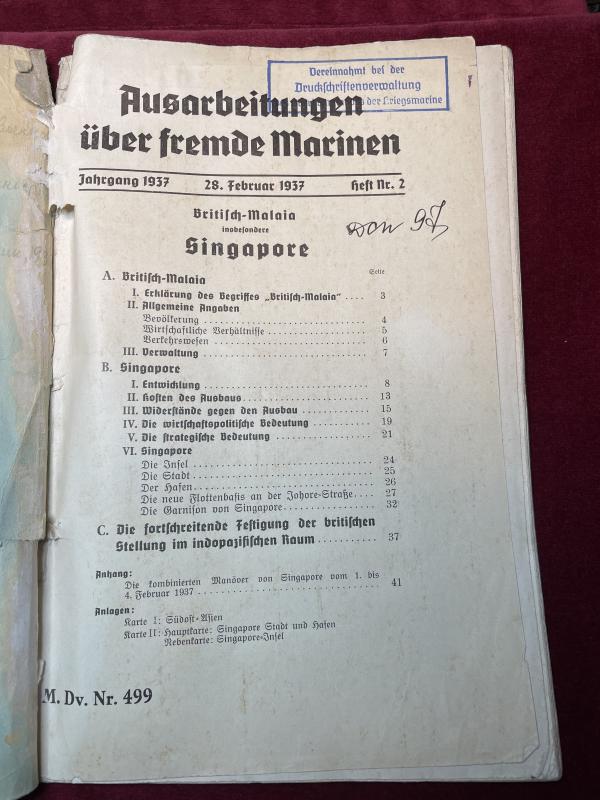 Vereinnahmt bei der
Druckschriftenverwaltung
der Kriegsmarine
Ausarbeitungen
über fremde Marinen
Jahrgang 1937 28. Februar 1937 Heft Nr. 2
Britisch-Malaia
insbesondere
Singapore
Seite
A. Britisch-Malaia
I. Erklärung des Begriffes „Britisch-Malaia“ .... 3
II. Allgemeine Angaben
Bevölkerung .... 4
Wirtschaftliche Verhältnisse .... 5
Verkehrswesen .... 6
III. Verwaltung .... 7
B. Singapore
I. Entwicklung .... 8
II. Kosten des Ausbaus .... 13
III. Widerstände gegen den Ausbau .... 15
IV. Die wirtschaftspolitische Bedeutung .... 19
V. Die strategische Bedeutung .... 21
VI. Singapore
Die Insel .... 24
Die Stadt .... 25
Der Hafen .... 26
Die neue Flottenbasis an der Johore-Straße .... 27
Die Garnison von Singapore .... 32
C. Die fortschreitende Festigung der britischen
Stellung im indopazifischen Raum .... 37
Anhang:
Die kombinierten Manöver von Singapore vom 1. bis
4. Februar 1937 .... 41
Anlagen:
Karte I: Südost-Asien
Karte II: Hauptkarte: Singapore Stadt und Hafen
Nebenkarte: Singapore-Insel
M. Dv. Nr. 499